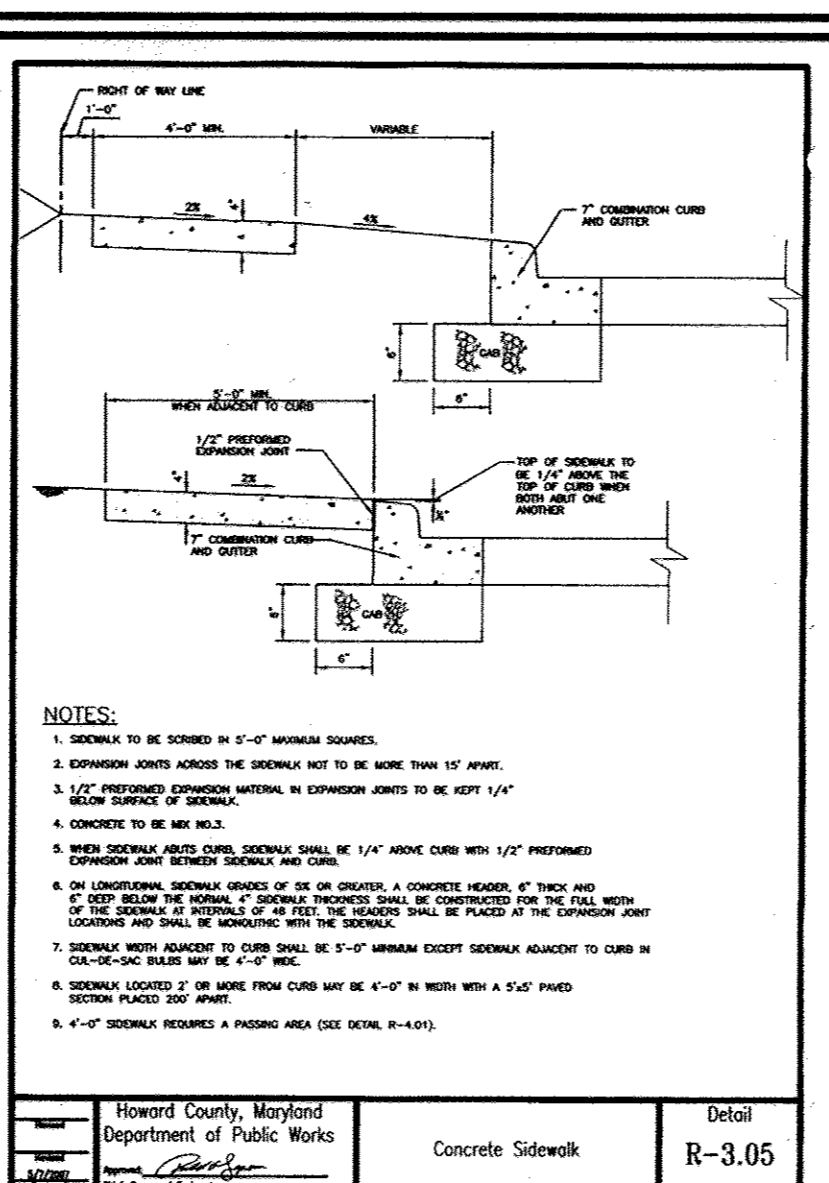 RIGHT OF WAY LINE
1'-0"
4'-0" MIN.
VARIABLE
2%
4"
4%
7" COMBINATION CURB
AND GUTTER
6"
CAB
6"
5'-0" MIN.
WHEN ADJACENT TO CURB
1/2" PREFORMED
EXPANSION JOINT
TOP OF SIDEWALK TO
BE 1/4" ABOVE THE
TOP OF CURB WHEN
BOTH ABUT ONE
ANOTHER
4"
2%
¼"
7" COMBINATION CURB
AND GUTTER
6"
CAB
6"
NOTES:
1. SIDEWALK TO BE SCRIBED IN 5'-0" MAXIMUM SQUARES.
2. EXPANSION JOINTS ACROSS THE SIDEWALK NOT TO BE MORE THAN 15' APART.
3. 1/2" PREFORMED EXPANSION MATERIAL IN EXPANSION JOINTS TO BE KEPT 1/4"
BELOW SURFACE OF SIDEWALK.
4. CONCRETE TO BE MIX NO.3.
5. WHEN SIDEWALK ABUTS CURB, SIDEWALK SHALL BE 1/4" ABOVE CURB WITH 1/2" PREFORMED
EXPANSION JOINT BETWEEN SIDEWALK AND CURB.
6. ON LONGITUDINAL SIDEWALK GRADES OF 5% OR GREATER, A CONCRETE HEADER, 6" THICK AND
6" DEEP BELOW THE NORMAL 4" SIDEWALK THICKNESS SHALL BE CONSTRUCTED FOR THE FULL WIDTH
OF THE SIDEWALK AT INTERVALS OF 48 FEET. THE HEADERS SHALL BE PLACED AT THE EXPANSION JOINT
LOCATIONS AND SHALL BE MONOLITHIC WITH THE SIDEWALK.
7. SIDEWALK WIDTH ADJACENT TO CURB SHALL BE 5'-0" MINIMUM EXCEPT SIDEWALK ADJACENT TO CURB IN
CUL-DE-SAC BULBS MAY BE 4'-0" WIDE.
8. SIDEWALK LOCATED 2' OR MORE FROM CURB MAY BE 4'-0" IN WIDTH WITH A 5'x5' PAVED
SECTION PLACED 200' APART.
9. 4'-0" SIDEWALK REQUIRES A PASSING AREA (SEE DETAIL R-4.01).
Howard County, Maryland
Department of Public Works
Revised
Revised
5/7/2007
Approved:
Concrete Sidewalk
Detail
R-3.05